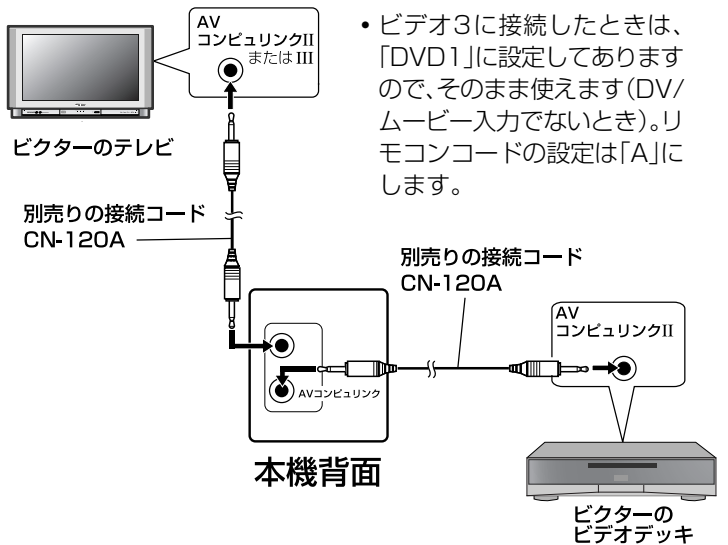 AV
コンピュリンクII
または III
ビクターのテレビ
• ビデオ3に接続したときは、
「DVD1」に設定してあります
ので、そのまま使えます(DV/
ムービー入力でないとき)。リ
モコンコードの設定は「A」に
します。
別売りの接続コード
CN-120A
別売りの接続コード
CN-120A
AV
コンピュリンクII
AVコンピュリンク
本機背面
ビクターの
ビデオデッキ